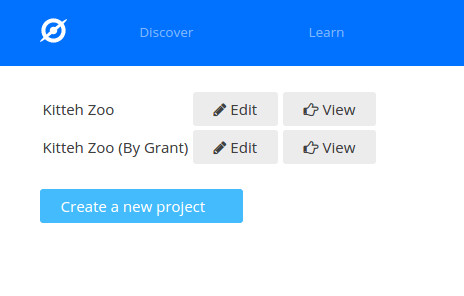 Discover Learn
Kitteh Zoo Edit View
Kitteh Zoo (By Grant) Edit View
Create a new project